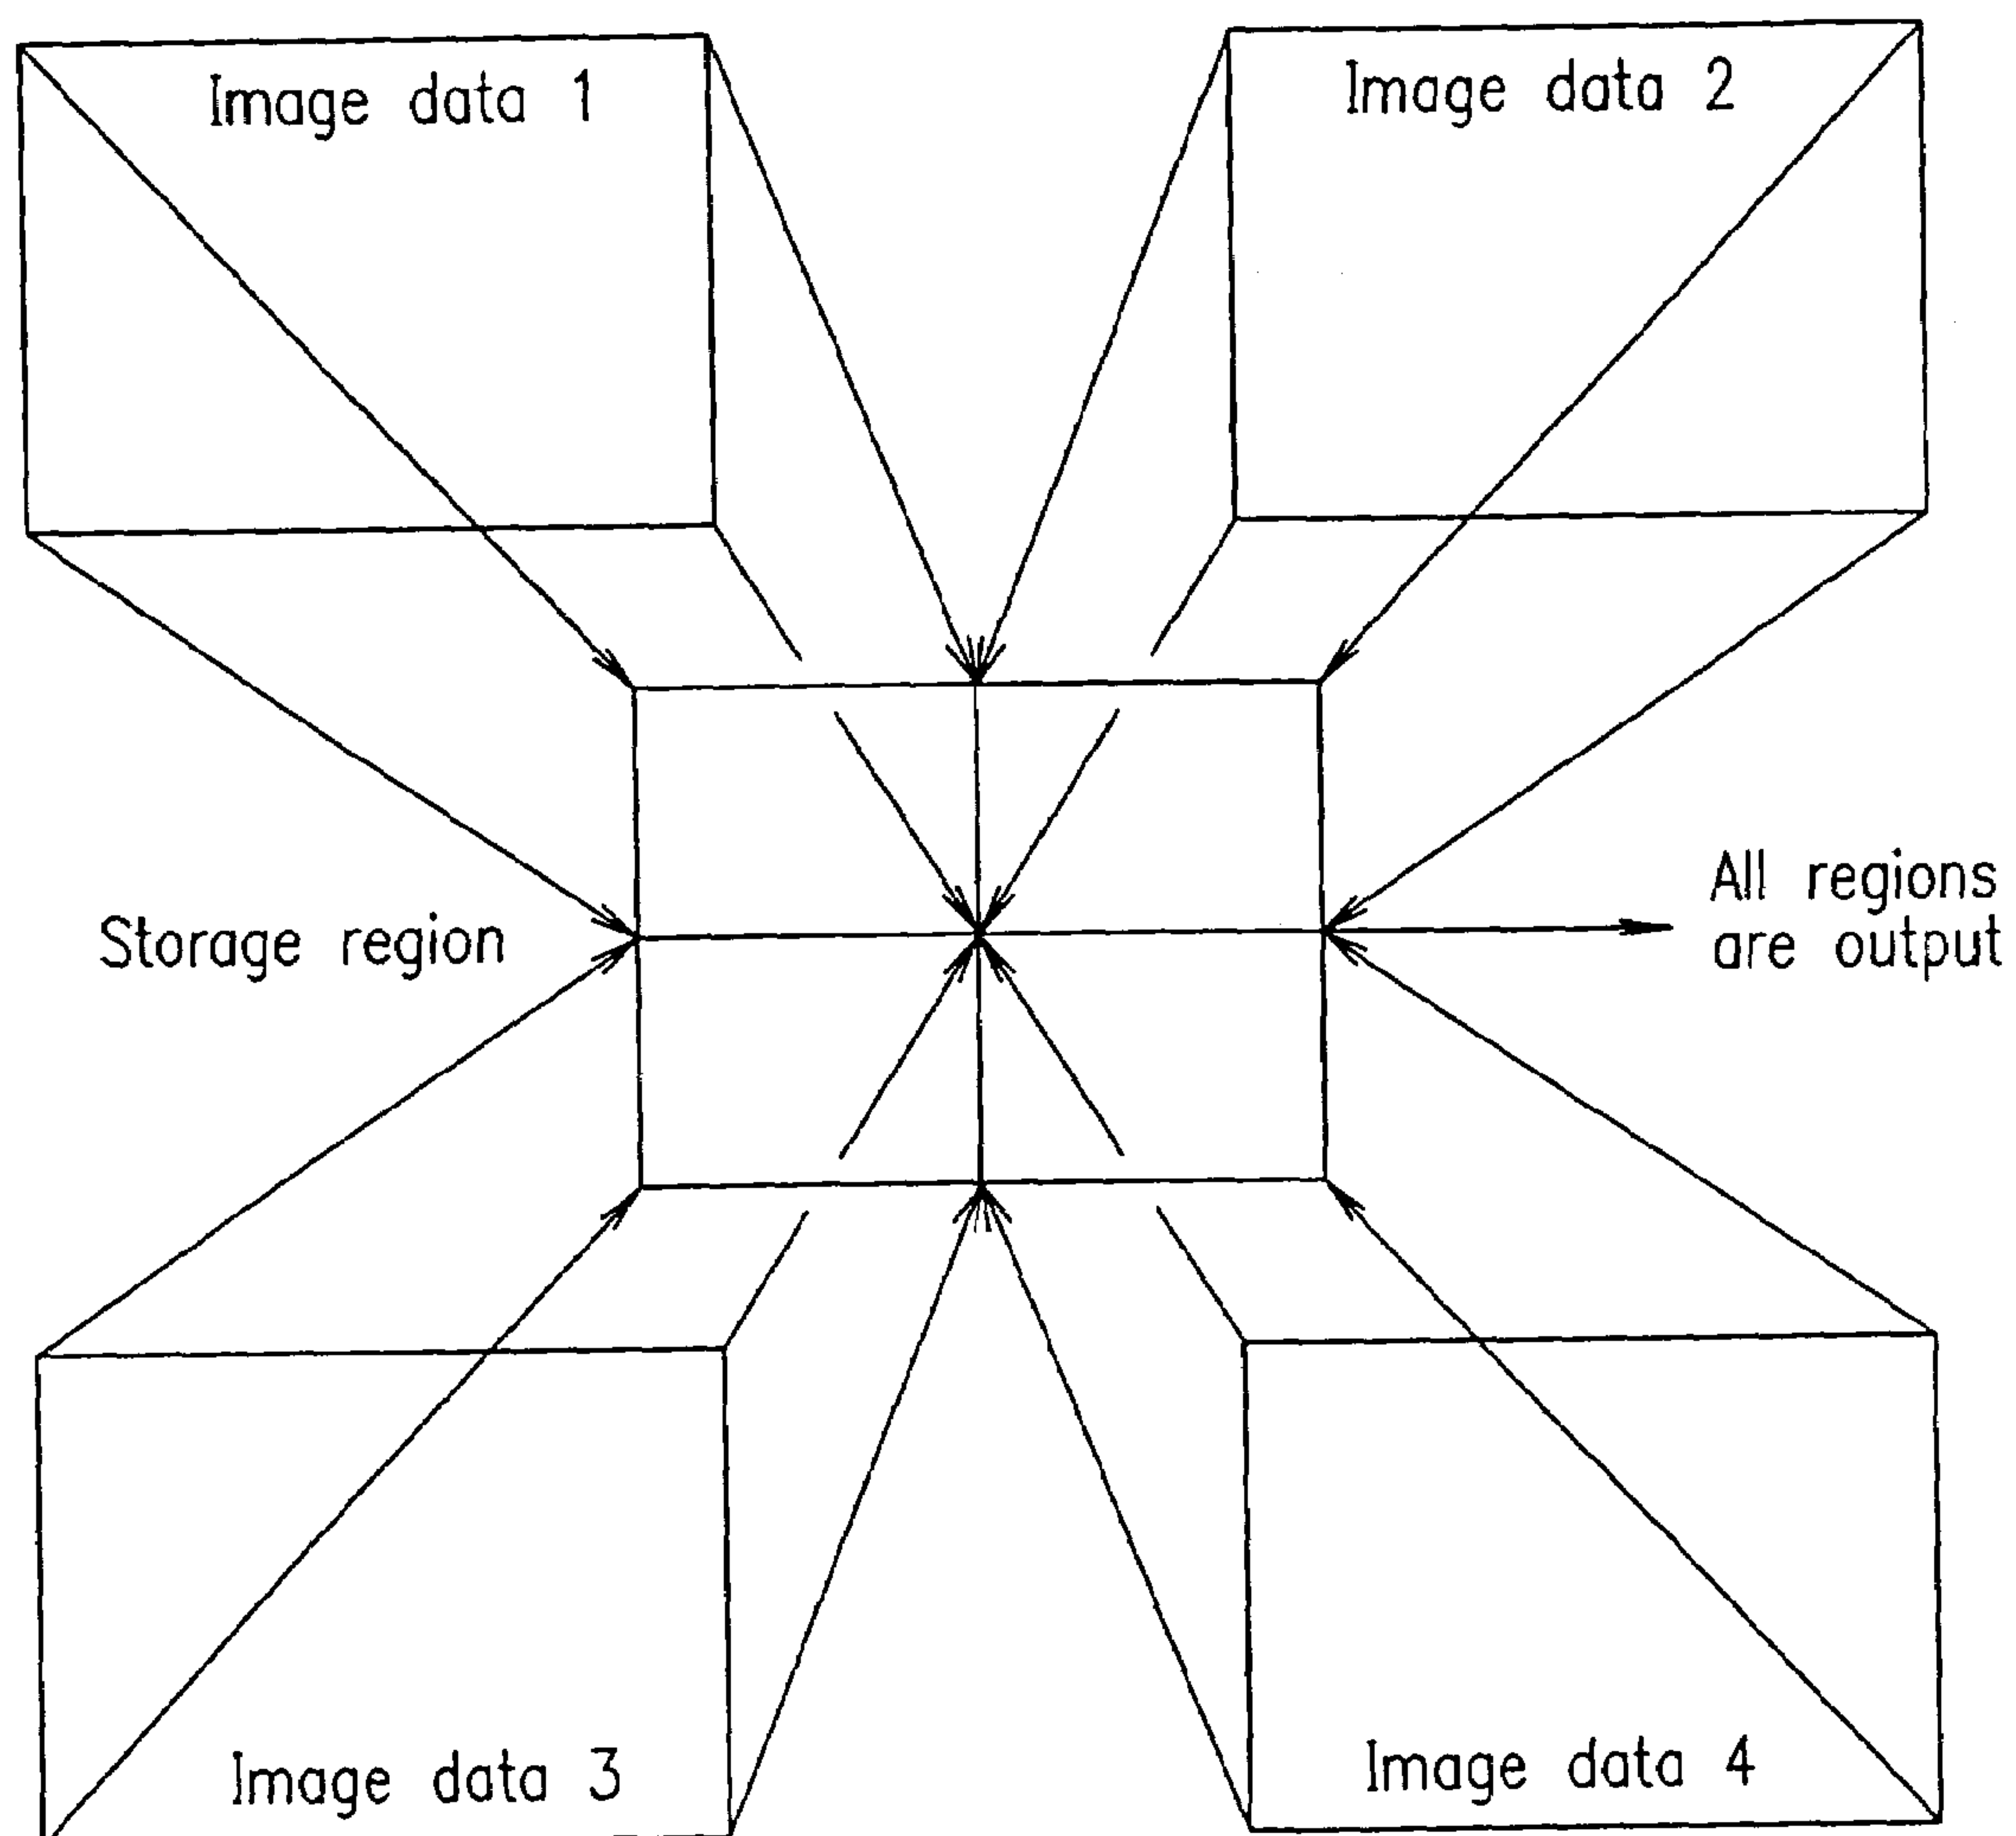 Image data 1
Image data 2
Storage region
All regions
are output
Image data 3
Image data 4